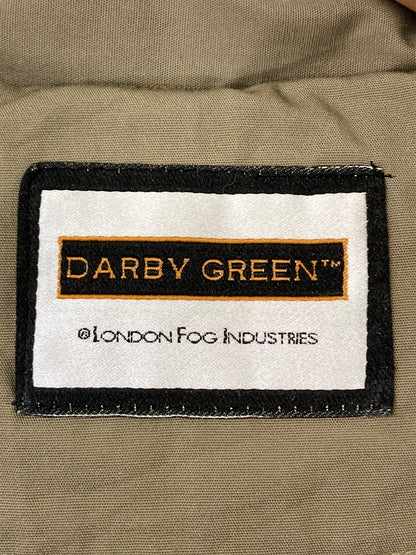 DARBY GREEN™
®LONDON FOG INDUSTRIES